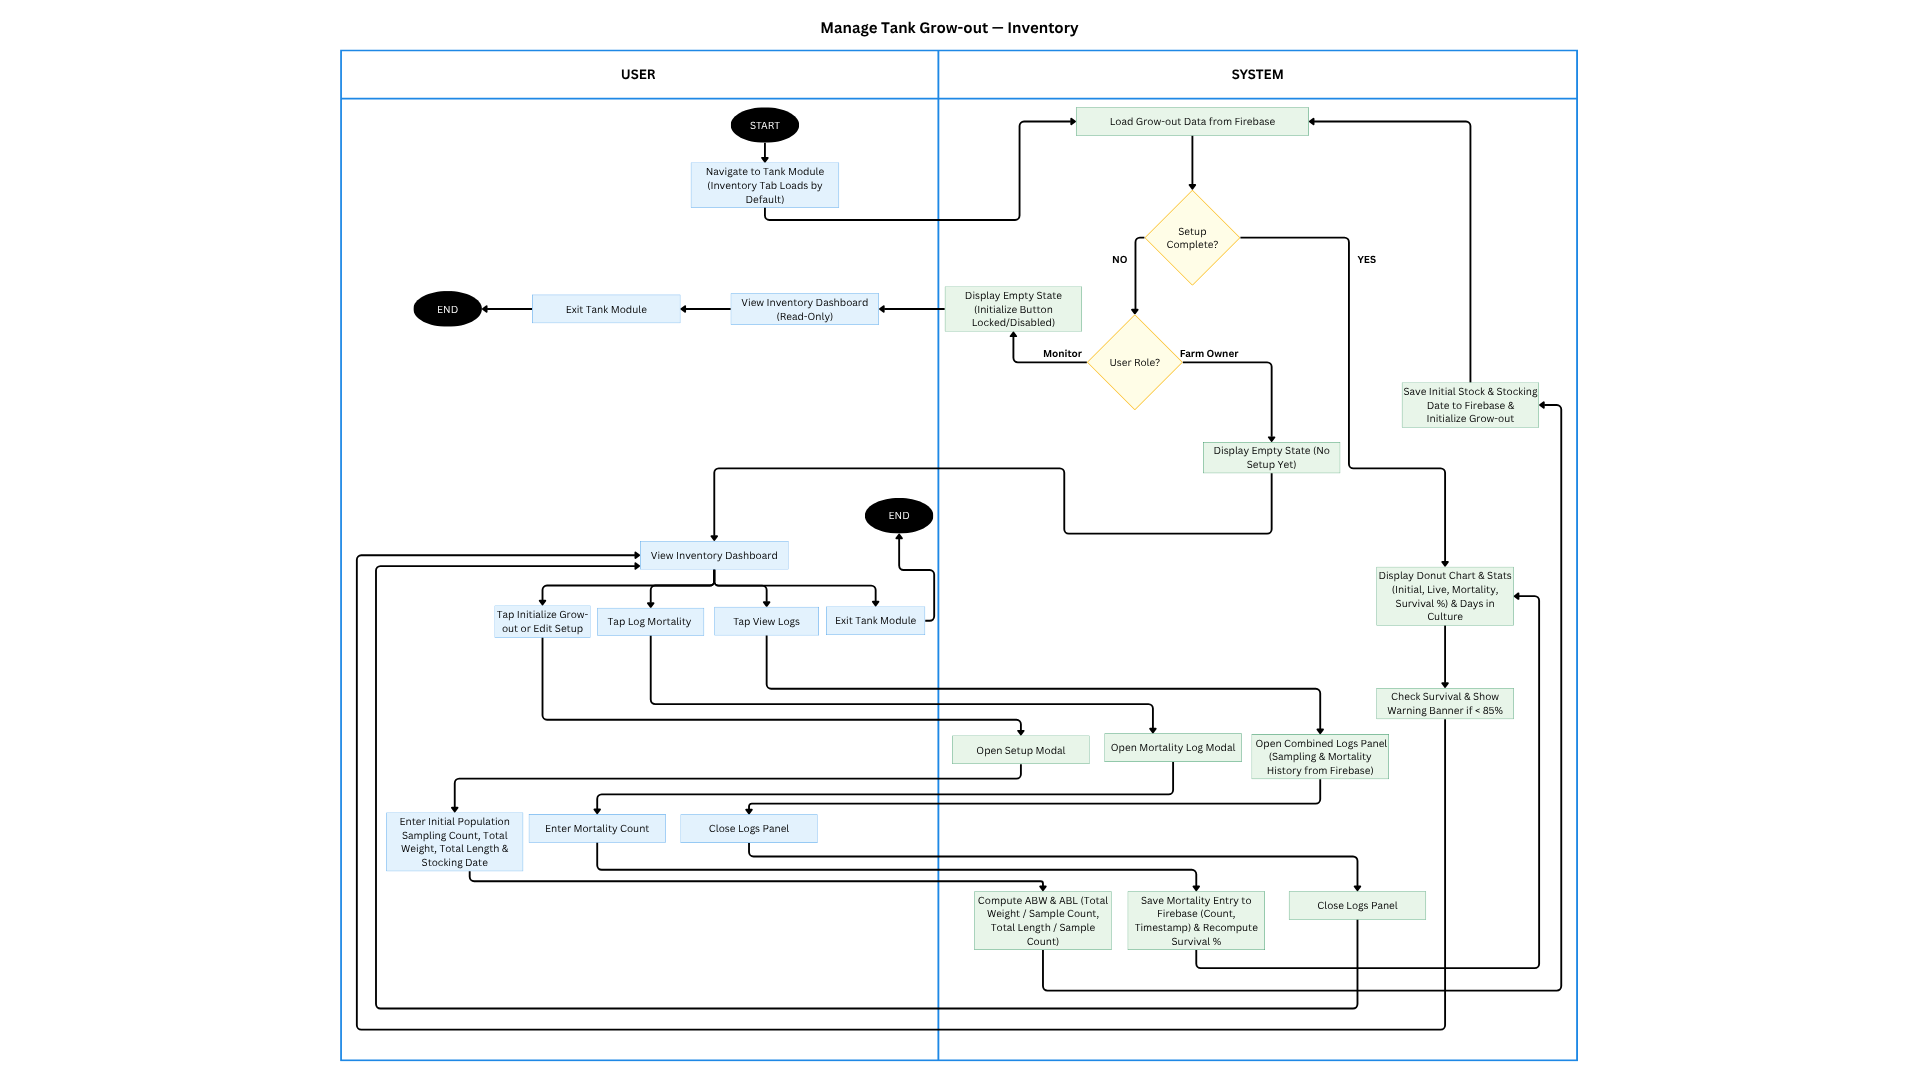 Manage Tank Grow-out — Inventory
USER
SYSTEM
START
Load Grow-out Data from Firebase
Navigate to Tank Module
(Inventory Tab Loads by
Default)
Setup
Complete?
NO
YES
END
Exit Tank Module
View Inventory Dashboard
(Read-Only)
Display Empty State
(Initialize Button
Locked/Disabled)
Monitor
User Role?
Farm Owner
Save Initial Stock & Stocking
Date to Firebase &
Initialize Grow-out
Display Empty State (No
Setup Yet)
END
View Inventory Dashboard
Display Donut Chart & Stats
(Initial, Live, Mortality,
Survival %) & Days in
Culture
Tap Initialize Grow-
out or Edit Setup
Tap Log Mortality
Tap View Logs
Exit Tank Module
Check Survival & Show
Warning Banner if < 85%
Open Setup Modal
Open Mortality Log Modal
Open Combined Logs Panel
(Sampling & Mortality
History from Firebase)
Enter Initial Population
Sampling Count, Total
Weight, Total Length &
Stocking Date
Enter Mortality Count
Close Logs Panel
Compute ABW & ABL (Total
Weight / Sample Count,
Total Length / Sample
Count)
Save Mortality Entry to
Firebase (Count,
Timestamp) & Recompute
Survival %
Close Logs Panel